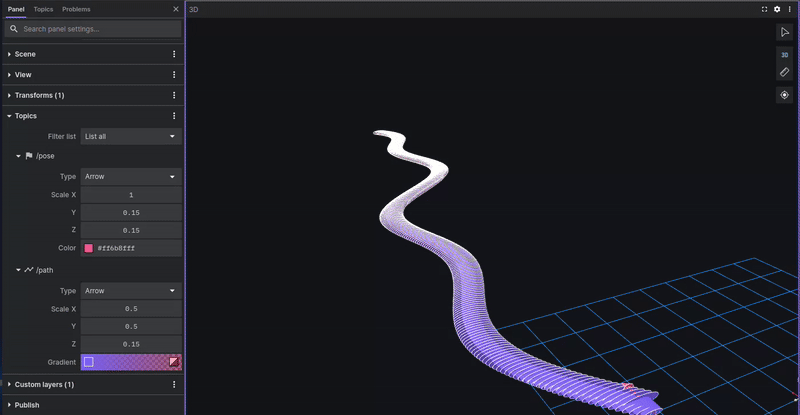 Panel Topics Problems
3D
Search panel settings...
Scene
View
Transforms (1)
Topics
Filter list List all
/pose
Type Arrow
Scale X 1
Y 0.15
Z 0.15
Color #ff6b8fff
/path
Type Arrow
Scale X 0.5
Y 0.5
Z 0.15
Gradient
Custom layers (1)
Publish
3D